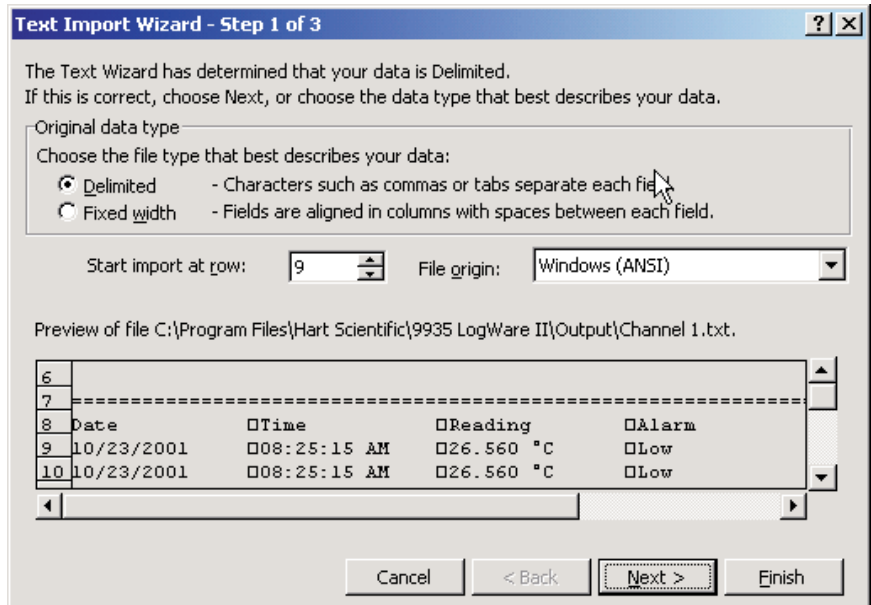 Text Import Wizard - Step 1 of 3
The Text Wizard has determined that your data is Delimited.
If this is correct, choose Next, or choose the data type that best describes your data.
Original data type
Choose the file type that best describes your data:
Delimited - Characters such as commas or tabs separate each
Fixed width - Fields are aligned in columns with spaces between each field.
Start import at row: 9 File origin: Windows (ANSI)
Preview of file C:\Program Files\Hart Scientific\9935 LogWare II\Output\Channel 1.txt.
6
7 ==========================================================================
8 Date □Time □Reading □Alarm
9 10/23/2001 □08:25:15 AM □26.560 °C □Low
10 10/23/2001 □08:25:15 AM □26.560 °C □Low
Cancel < Back Next > Finish